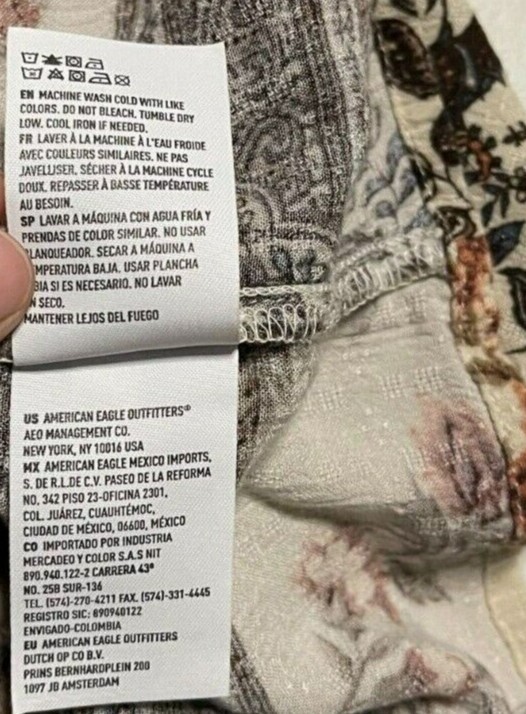 EN MACHINE WASH COLD WITH LIKE
COLORS. DO NOT BLEACH. TUMBLE DRY
LOW. COOL IRON IF NEEDED.
FR LAVER À LA MACHINE À L'EAU FROIDE
AVEC COULEURS SIMILAIRES. NE PAS
JAVELLISER. SÉCHER À LA MACHINE CYCLE
DOUX. REPASSER À BASSE TEMPÉRATURE
AU BESOIN.
SP LAVAR A MÁQUINA CON AGUA FRÍA Y
PRENDAS DE COLOR SIMILAR. NO USAR
LANQUEADOR. SECAR A MÁQUINA A
MPERATURA BAJA. USAR PLANCHA
BIA SI ES NECESARIO. NO LAVAR
N SECO.
MANTENER LEJOS DEL FUEGO
US AMERICAN EAGLE OUTFITTERS®
AEO MANAGEMENT CO.
NEW YORK, NY 10016 USA
MX AMERICAN EAGLE MEXICO IMPORTS,
S. DE R.L.DE C.V. PASEO DE LA REFORMA
NO. 342 PISO 23-OFICINA 2301,
COL. JUÁREZ, CUAUHTÉMOC,
CIUDAD DE MÉXICO, 06600, MÉXICO
CO IMPORTADO POR INDUSTRIA
MERCADEO Y COLOR S.A.S NIT
890.940.122-2 CARRERA 43ª
NO. 25B SUR-136
TEL. (574)-270-4211 FAX. (574)-331-4445
REGISTRO SIC: 890940122
ENVIGADO-COLOMBIA
EU AMERICAN EAGLE OUTFITTERS
DUTCH OP CO B.V.
PRINS BERNHARDPLEIN 200
1097 JB AMSTERDAM